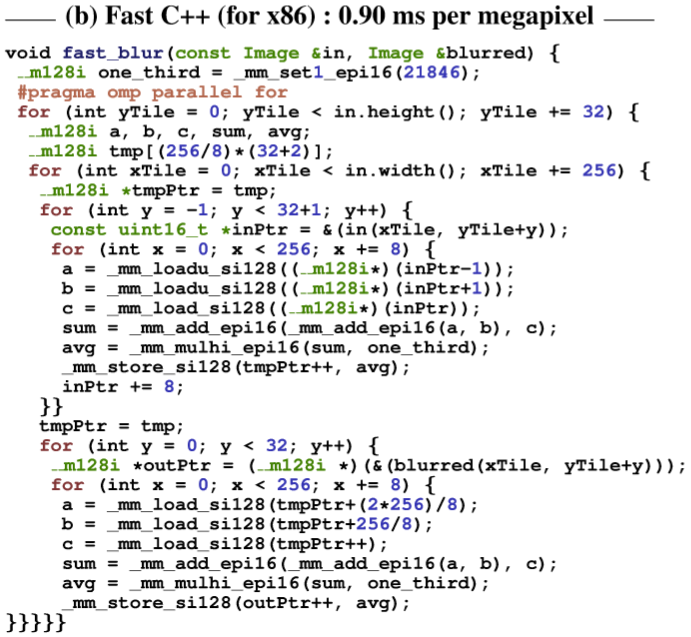 (b) Fast C++ (for x86) : 0.90 ms per megapixel
void fast_blur(const Image &in, Image &blurred) {
__m128i one_third = _mm_set1_epi16(21846);
#pragma omp parallel for
for (int yTile = 0; yTile < in.height(); yTile += 32) {
__m128i a, b, c, sum, avg;
__m128i tmp[(256/8)*(32+2)];
for (int xTile = 0; xTile < in.width(); xTile += 256) {
__m128i *tmpPtr = tmp;
for (int y = -1; y < 32+1; y++) {
const uint16_t *inPtr = &(in(xTile, yTile+y));
for (int x = 0; x < 256; x += 8) {
a = _mm_loadu_si128((__m128i*)(inPtr-1));
b = _mm_loadu_si128((__m128i*)(inPtr+1));
c = _mm_load_si128((__m128i*)(inPtr));
sum = _mm_add_epi16(_mm_add_epi16(a, b), c);
avg = _mm_mulhi_epi16(sum, one_third);
_mm_store_si128(tmpPtr++, avg);
inPtr += 8;
}}
tmpPtr = tmp;
for (int y = 0; y < 32; y++) {
__m128i *outPtr = (__m128i *)(&(blurred(xTile, yTile+y)));
for (int x = 0; x < 256; x += 8) {
a = _mm_load_si128(tmpPtr+(2*256)/8);
b = _mm_load_si128(tmpPtr+256/8);
c = _mm_load_si128(tmpPtr++);
sum = _mm_add_epi16(_mm_add_epi16(a, b), c);
avg = _mm_mulhi_epi16(sum, one_third);
_mm_store_si128(outPtr++, avg);
}}}}}